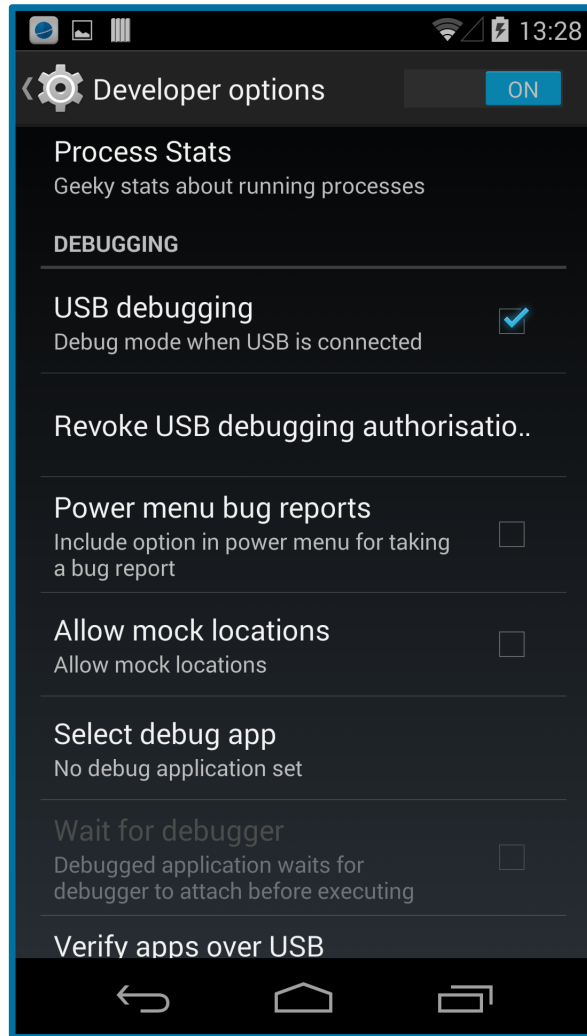 13:28
Developer options
ON
Process Stats
Geeky stats about running processes
DEBUGGING
USB debugging
Debug mode when USB is connected
Revoke USB debugging authorisatio..
Power menu bug reports
Include option in power menu for taking
a bug report
Allow mock locations
Allow mock locations
Select debug app
No debug application set
Wait for debugger
Debugged application waits for
debugger to attach before executing
Verify apps over USB